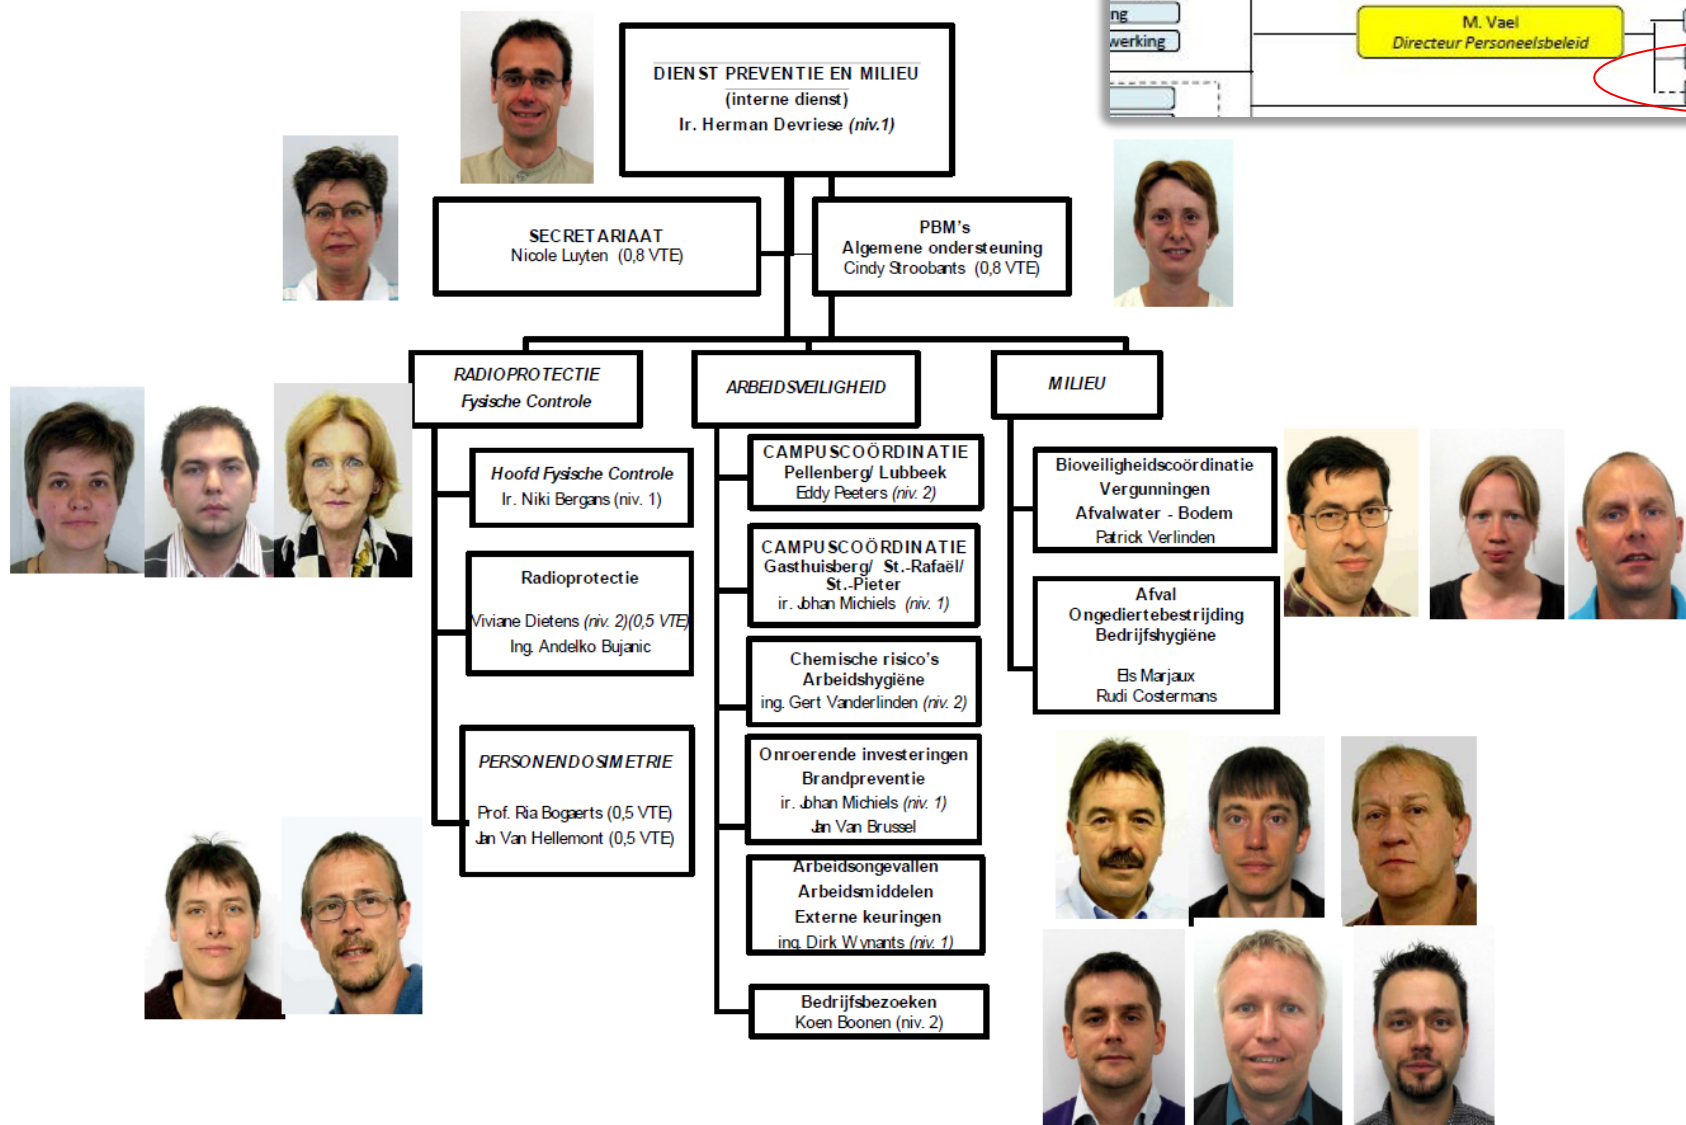 ng
werking
M. Vael
Directeur Personeelsbeleid
DIENST PREVENTIE EN MILIEU
(interne dienst)
Ir. Herman Devriese (niv.1)
SECRETARIAAT
Nicole Luyten (0,8 VTE)
PBM's
Algemene ondersteuning
Cindy Stroobants (0,8 VTE)
RADIOPROTECTIE
Fysische Controle
ARBEIDSVEILIGHEID
MILIEU
Hoofd Fysische Controle
Ir. Niki Bergans (niv. 1)
Radioprotectie
Viviane Dietens (niv. 2)(0,5 VTE)
Ing. Andelko Bujanic
PERSONENDOSIMETRIE
Prof. Ria Bogaerts (0,5 VTE)
Jan Van Hellemont (0,5 VTE)
CAMPUSCOÖRDINATIE
Pellenberg/ Lubbeek
Eddy Peeters (niv. 2)
CAMPUSCOÖRDINATIE
Gasthuisberg/ St.-Rafaël/
St.-Pieter
ir. Johan Michiels (niv. 1)
Chemische risico's
Arbeidshygiëne
ing. Gert Vanderlinden (niv. 2)
Onroerende investeringen
Brandpreventie
ir. Johan Michiels (niv. 1)
Jan Van Brussel
Arbeidsongevallen
Arbeidsmiddelen
Externe keuringen
ing. Dirk Wynants (niv. 1)
Bedrijfsbezoeken
Koen Boonen (niv. 2)
Bioveiligheidscoördinatie
Vergunningen
Afvalwater - Bodem
Patrick Verlinden
Afval
Ongediertebestrijding
Bedrijfshygiëne
Els Marjaux
Rudi Costermans